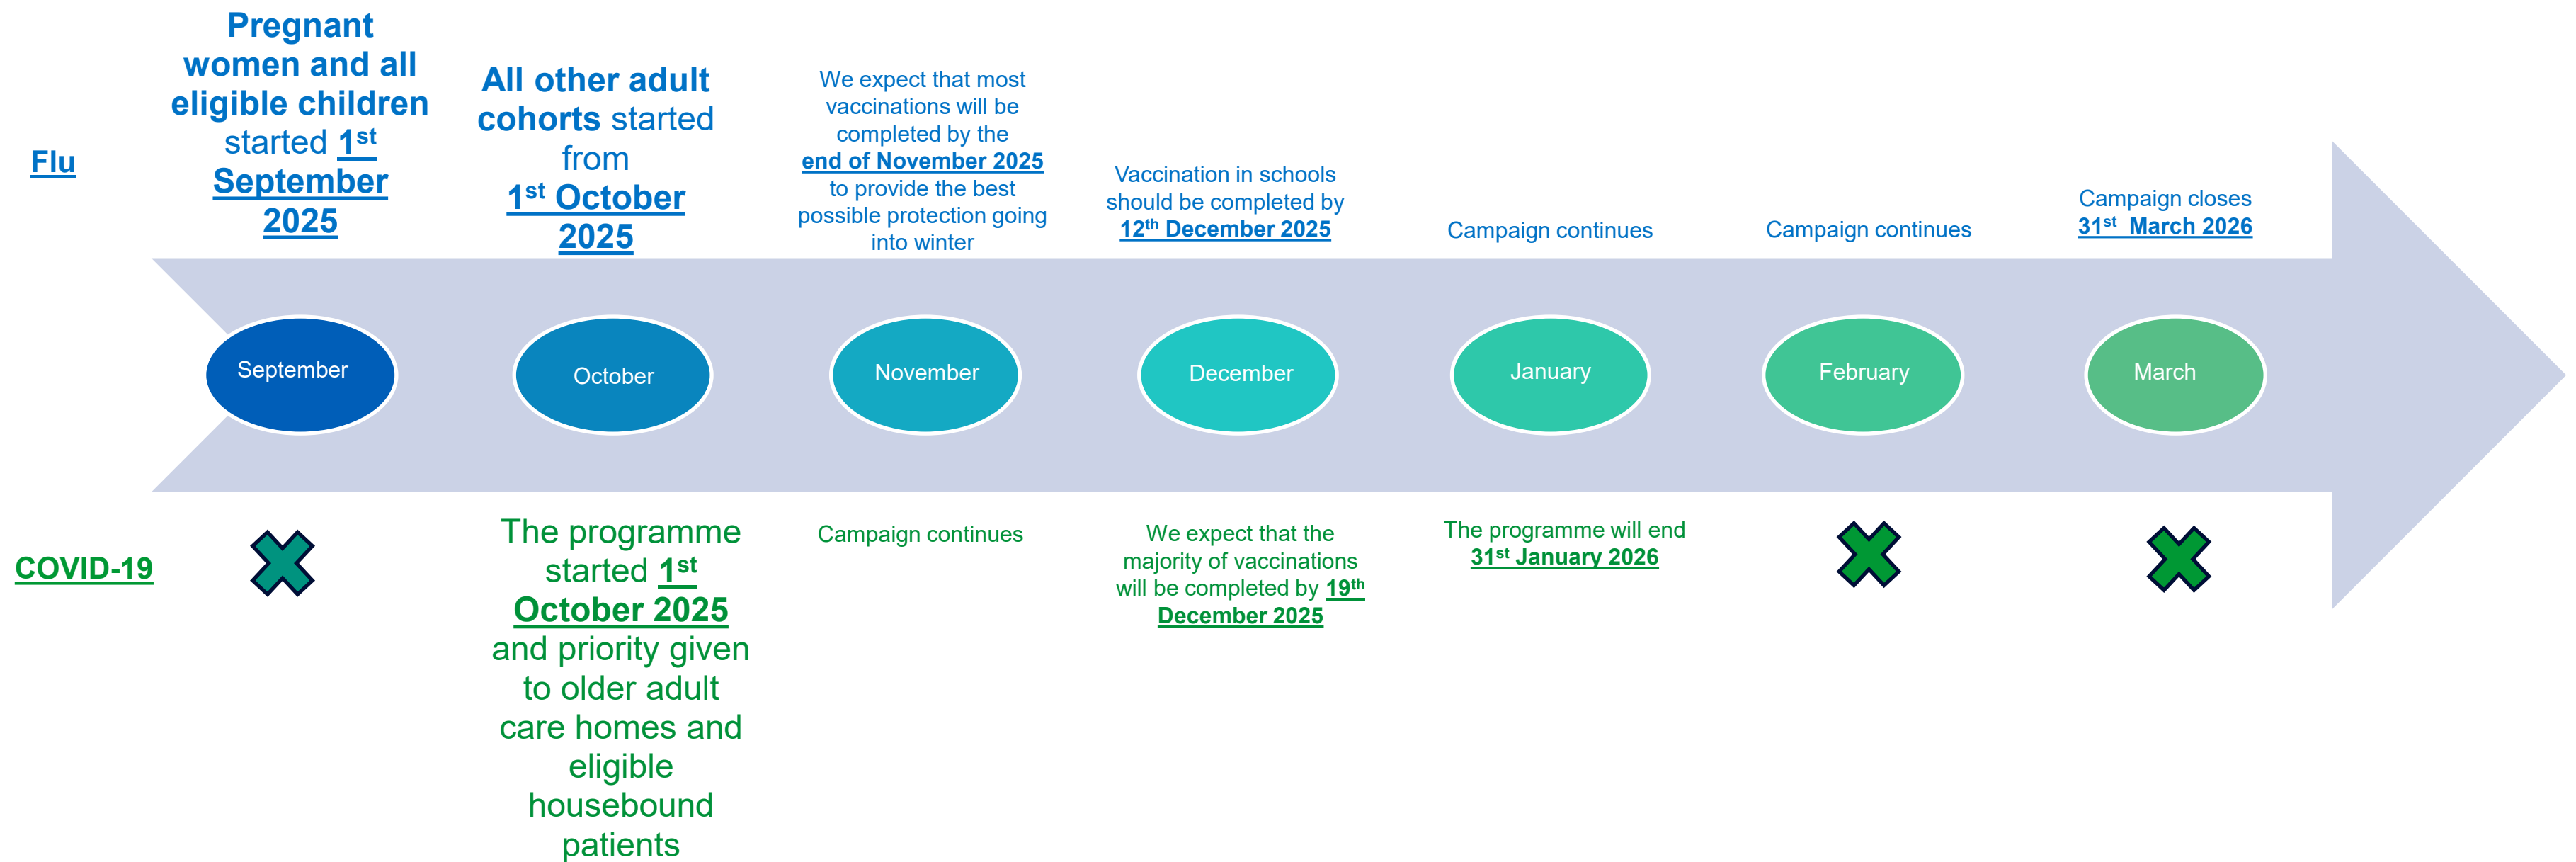 Flu
Pregnant
women and all
eligible children
started 1st
September
2025
All other adult
cohorts started
from
1st October
2025
We expect that most
vaccinations will be
completed by the
end of November 2025
to provide the best
possible protection going
into winter
Vaccination in schools
should be completed by
12th December 2025
Campaign continues
Campaign continues
Campaign closes
31st March 2026
September
October
November
December
January
February
March
COVID-19
The programme
started 1st
October 2025
and priority given
to older adult
care homes and
eligible
housebound
patients
Campaign continues
We expect that the
majority of vaccinations
will be completed by 19th
December 2025
The programme will end
31st January 2026